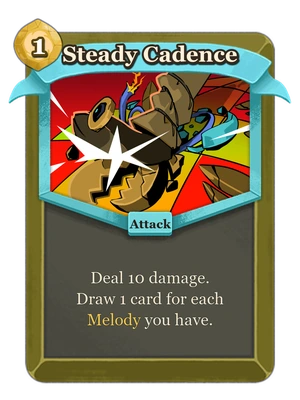 1
Steady Cadence
Attack
Deal 10 damage.
Draw 1 card for each
Melody you have.